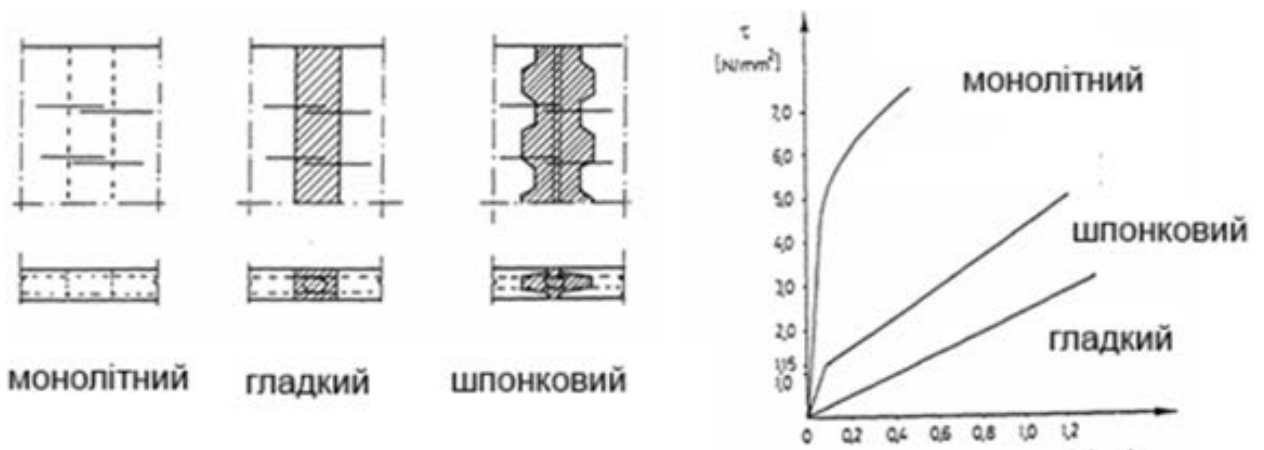 монолітний
гладкий
шпонковий
τ
[N/mm²]
7,0
6,0
5,0
4,0
3,0
2,0
1,15
1,0
0
0,2
0,4
0,6
0,8
1,0
1,2
монолітний
шпонковий
гладкий